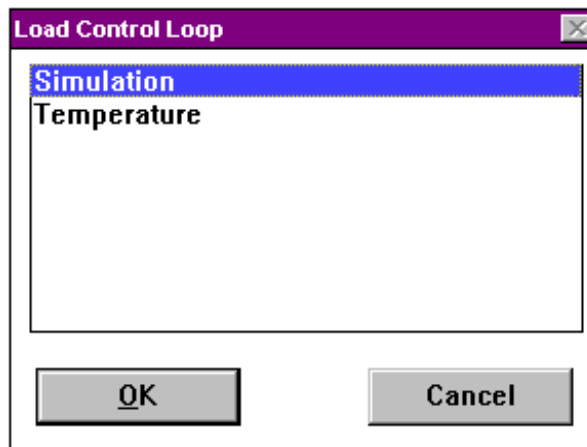 Load Control Loop
Simulation
Temperature
OK
Cancel